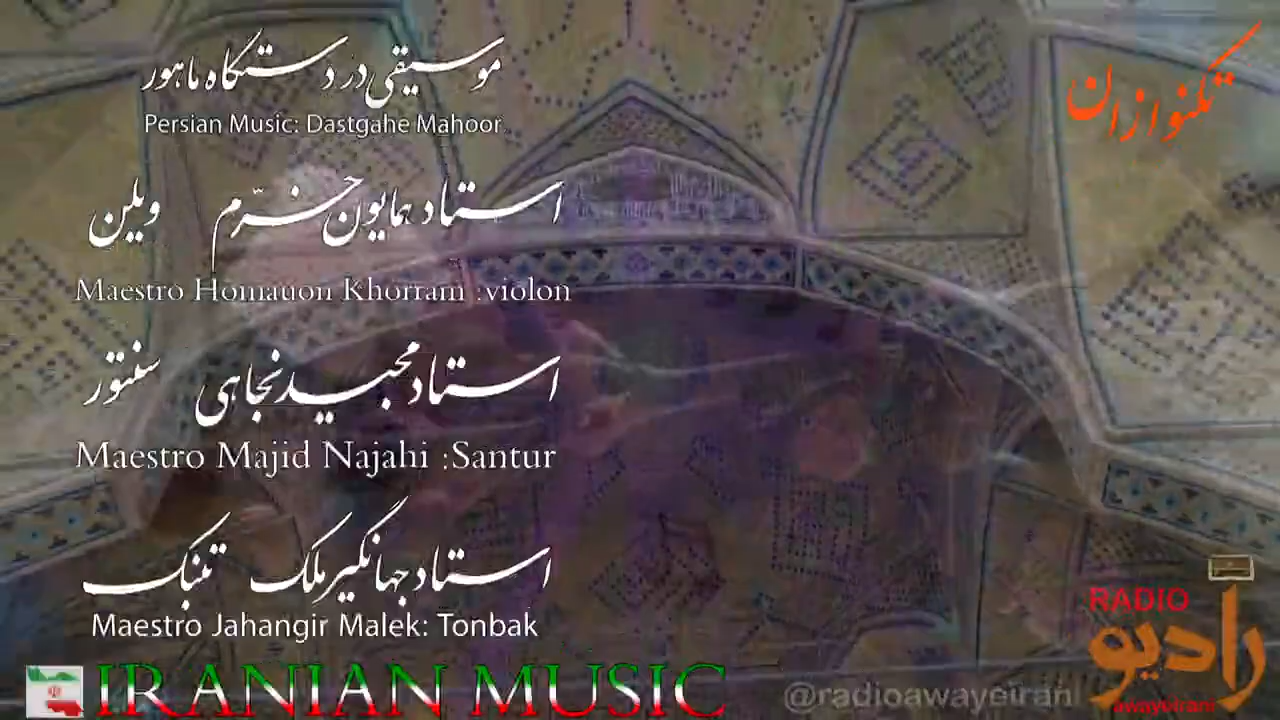 موسیقی در دستگاه ماهور
تکنوازان
Persian Music: Dastgahe Mahoor
استاد همایون خرّم ویلن
Maestro Homauon Khorram :violon
استاد مجید نجاهی سنتور
Maestro Majid Najahi :Santur
استاد جهانگیر ملک تنبک
Maestro Jahangir Malek: Tonbak
RADIO
رادیو
IRANIAN MUSIC
@radioawayeirani
awayeirani